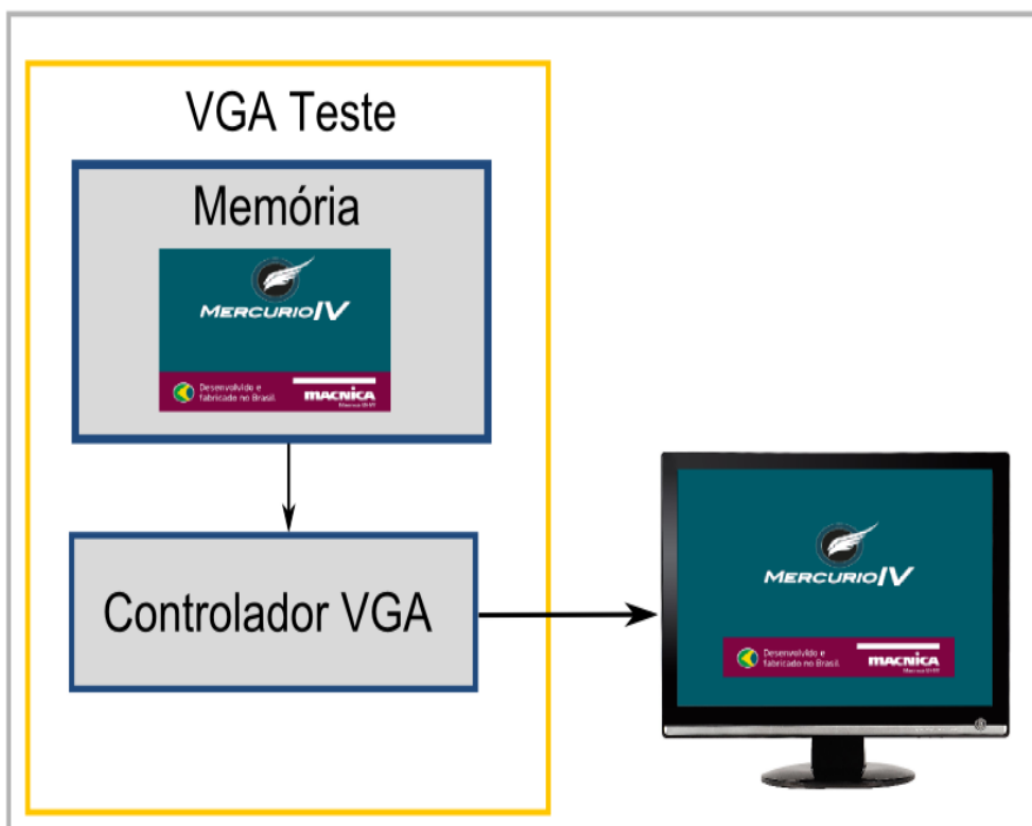 VGA Teste
Memória
MERCURIO IV
Desenvolvido e
fabricado no Brasil
MACNICA
Controlador VGA
MERCURIO IV
Desenvolvido e
fabricado no Brasil
MACNICA